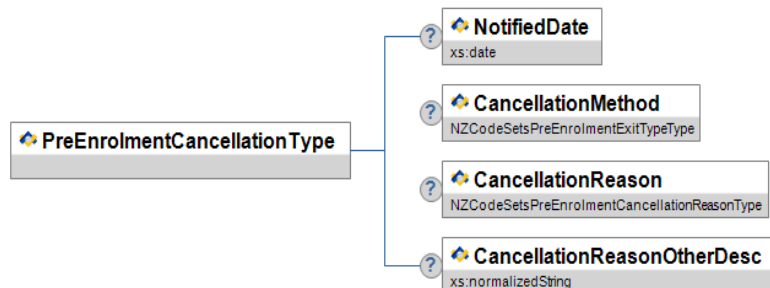 NotifiedDate
?
xs:date
CancellationMethod
?
NZCodeSetsPreEnrolmentExitTypeType
PreEnrolmentCancellationType
CancellationReason
?
NZCodeSetsPreEnrolmentCancellationReasonType
CancellationReasonOtherDesc
?
xs:normalizedString